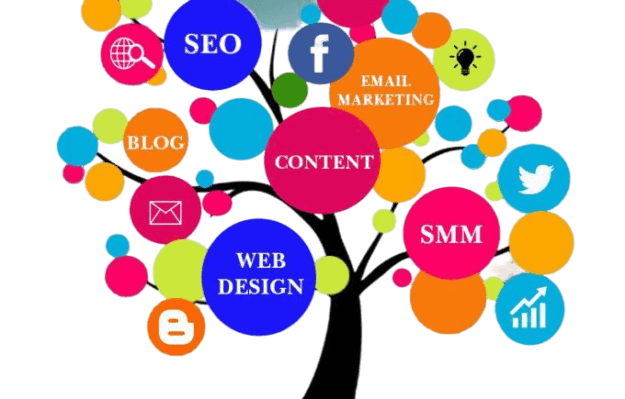 SEO
EMAIL
MARKETING
BLOG
CONTENT
SMM
WEB
DESIGN